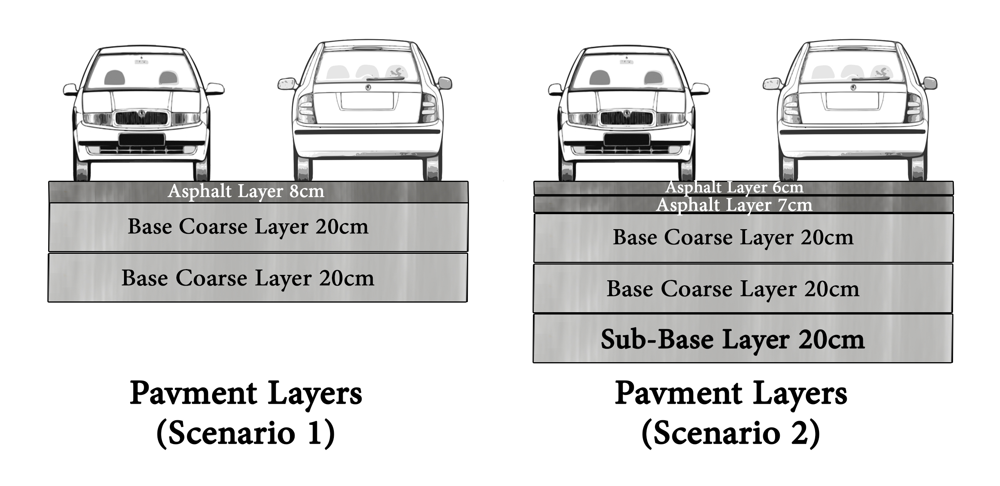 Asphalt Layer 8cm
Base Coarse Layer 20cm
Base Coarse Layer 20cm
Pavment Layers
(Scenario 1)
Asphalt Layer 6cm
Asphalt Layer 7cm
Base Coarse Layer 20cm
Base Coarse Layer 20cm
Sub-Base Layer 20cm
Pavment Layers
(Scenario 2)